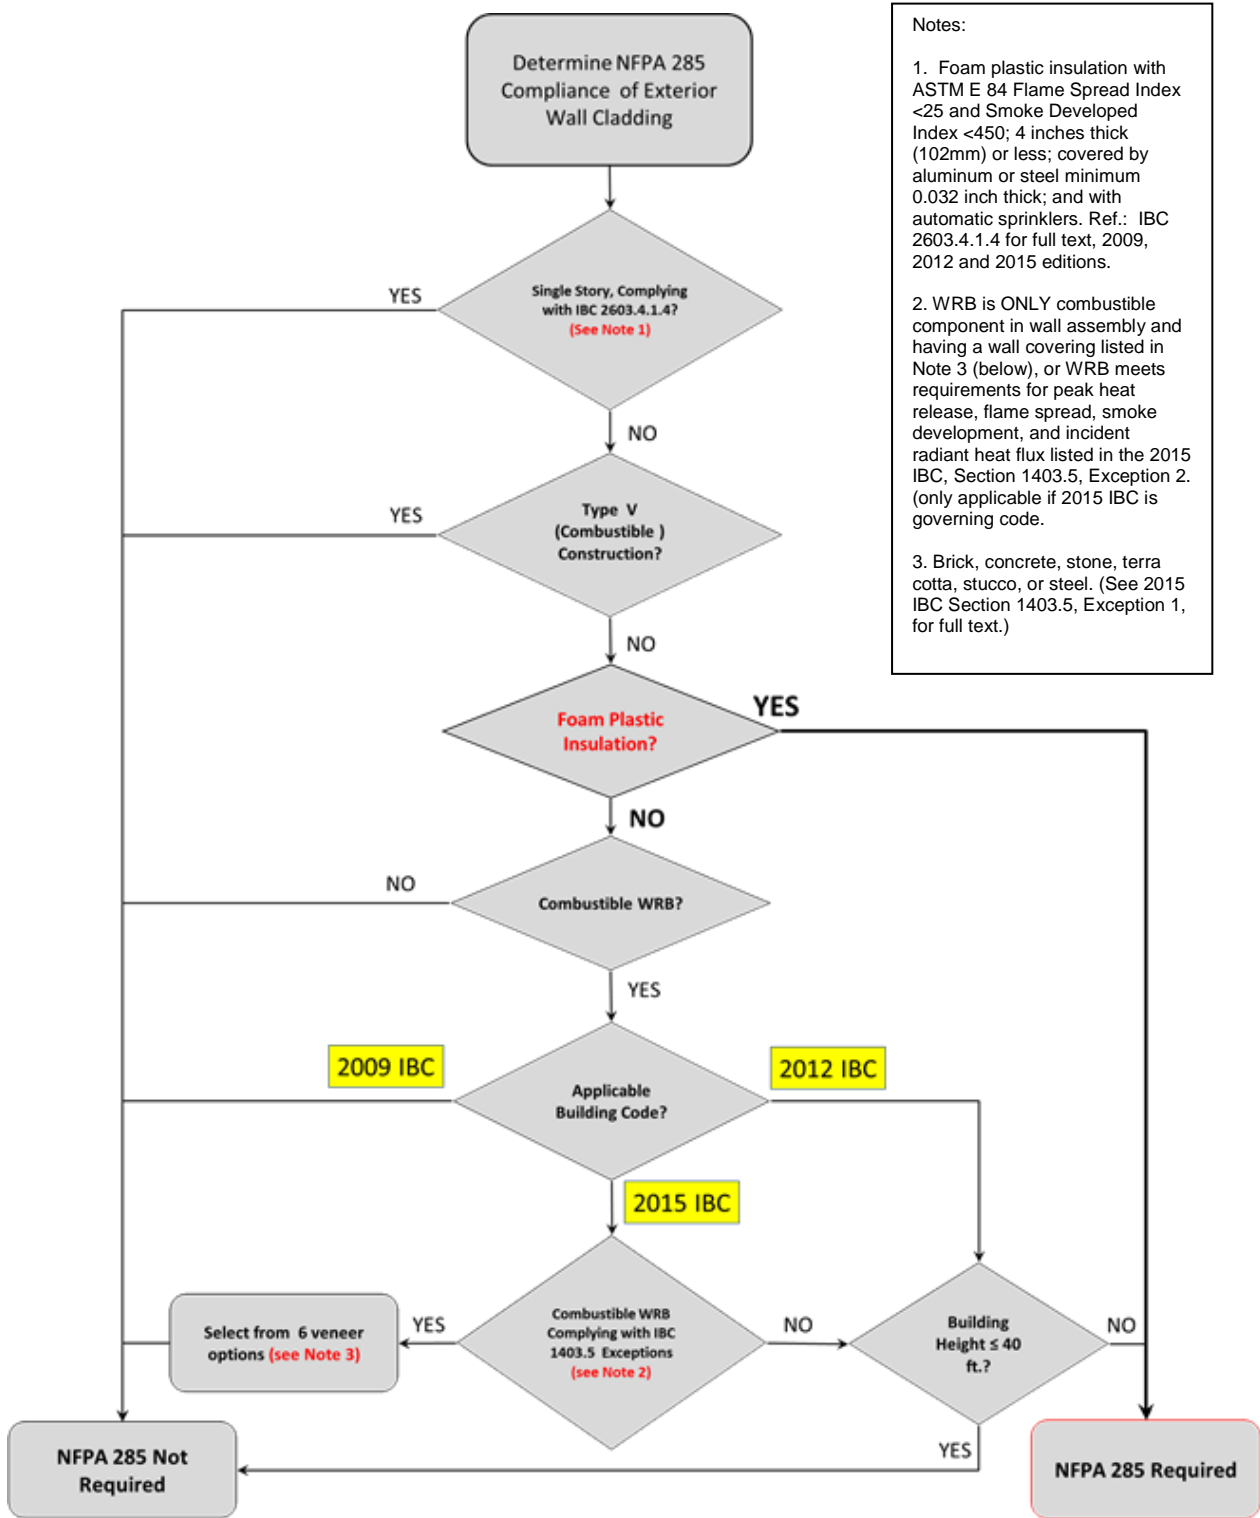 Determine NFPA 285
Compliance of Exterior
Wall Cladding
Notes:
1. Foam plastic insulation with
ASTM E 84 Flame Spread Index
<25 and Smoke Developed
Index <450; 4 inches thick
(102mm) or less; covered by
aluminum or steel minimum
0.032 inch thick; and with
automatic sprinklers. Ref.: IBC
2603.4.1.4 for full text, 2009,
2012 and 2015 editions.
2. WRB is ONLY combustible
component in wall assembly and
having a wall covering listed in
Note 3 (below), or WRB meets
requirements for peak heat
release, flame spread, smoke
development, and incident
radiant heat flux listed in the 2015
IBC, Section 1403.5, Exception 2.
(only applicable if 2015 IBC is
governing code.
3. Brick, concrete, stone, terra
cotta, stucco, or steel. (See 2015
IBC Section 1403.5, Exception 1,
for full text.)
YES
Single Story, Complying
with IBC 2603.4.1.4?
(See Note 1)
NO
YES
Type V
(Combustible )
Construction?
NO
Foam Plastic
Insulation?
YES
NO
NO
Combustible WRB?
YES
2009 IBC
Applicable
Building Code?
2012 IBC
2015 IBC
Select from 6 veneer
options (see Note 3)
YES
Combustible WRB
Complying with IBC
1403.5 Exceptions
(see Note 2)
NO
Building
Height ≤ 40
ft.?
NO
YES
NFPA 285 Not
Required
NFPA 285 Required